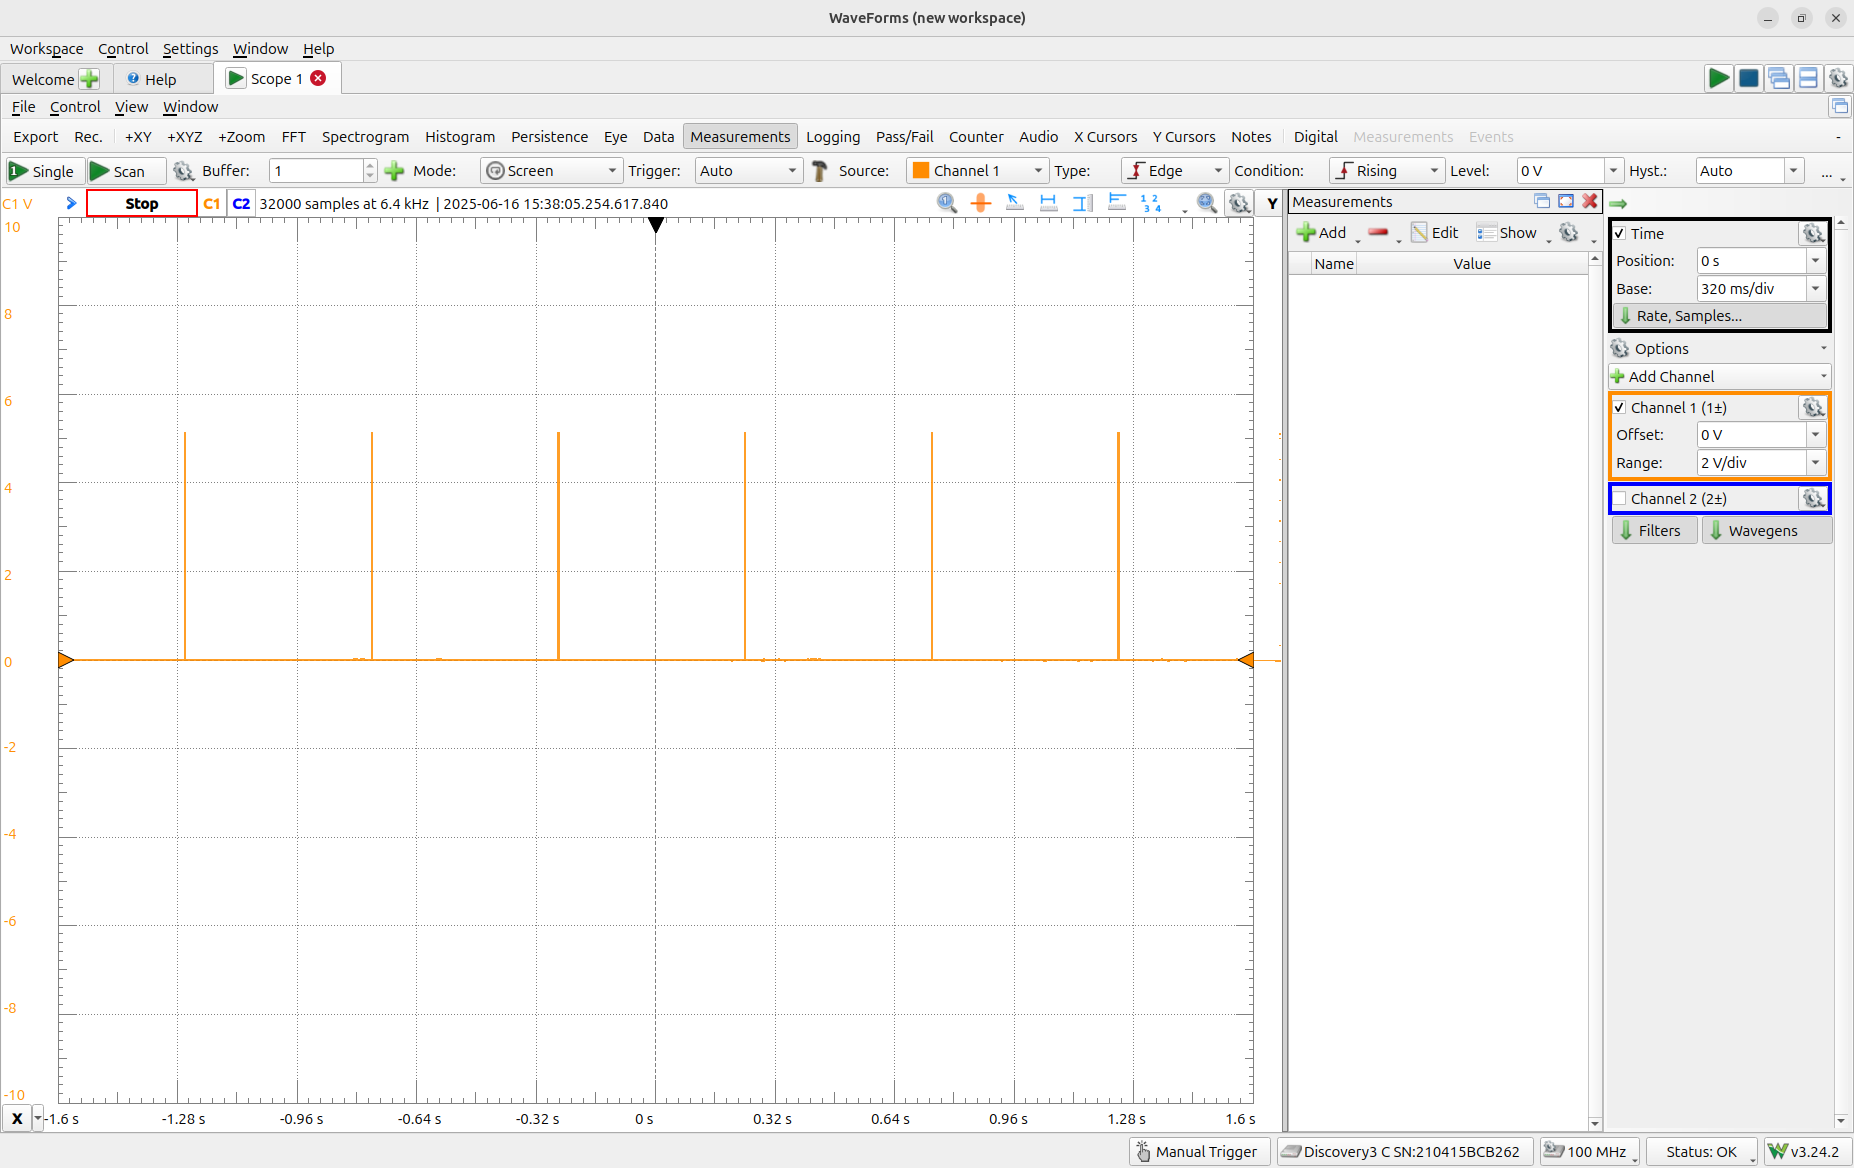 WaveForms (new workspace)
Workspace Control Settings Window Help
Welcome Help Scope 1
File Control View Window
Export Rec. +XY +XYZ +Zoom FFT Spectrogram Histogram Persistence Eye Data Measurements Logging Pass/Fail Counter Audio X Cursors Y Cursors Notes Digital Measurements Events -
1 Single Scan Buffer: 1 Mode: Screen Trigger: Auto Source: Channel 1 Type: Edge Condition: Rising Level: 0 V Hyst.: Auto ...
C1 V Stop C1 C2 32000 samples at 6.4 kHz | 2025-06-16 15:38:05.254.617.840 1 2 3 4 Y
Measurements
Add Edit Show
Name Value
Time
Position: 0 s
Base: 320 ms/div
Rate, Samples...
Options
Add Channel
Channel 1 (1±)
Offset: 0 V
Range: 2 V/div
Channel 2 (2±)
Filters Wavegens
10
8
6
4
2
0
-2
-4
-6
-8
-10
X -1.6 s -1.28 s -0.96 s -0.64 s -0.32 s 0 s 0.32 s 0.64 s 0.96 s 1.28 s 1.6 s
Manual Trigger Discovery3 C SN:210415BCB262 100 MHz Status: OK v3.24.2